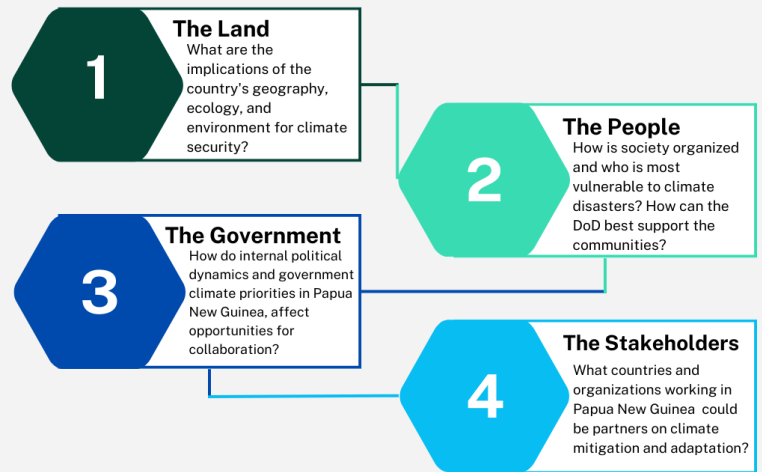 1
The Land
What are the
implications of the
country's geography,
ecology, and
environment for climate
security?
2
The People
How is society organized
and who is most
vulnerable to climate
disasters? How can the
DoD best support the
communities?
3
The Government
How do internal political
dynamics and government
climate priorities in Papua
New Guinea, affect
opportunities for
collaboration?
4
The Stakeholders
What countries and
organizations working in
Papua New Guinea could
be partners on climate
mitigation and adaptation?